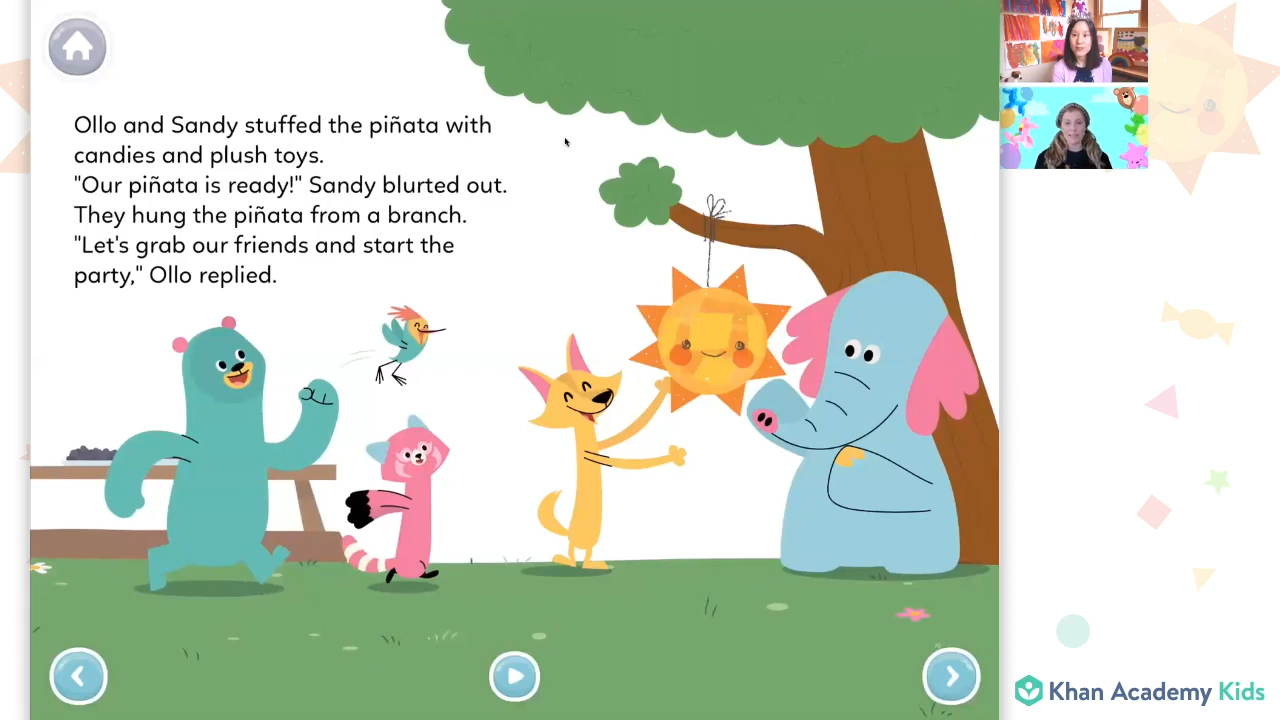 Ollo and Sandy stuffed the piñata with
candies and plush toys.
"Our piñata is ready!" Sandy blurted out.
They hung the piñata from a branch.
"Let's grab our friends and start the
party," Ollo replied.
Khan Academy Kids